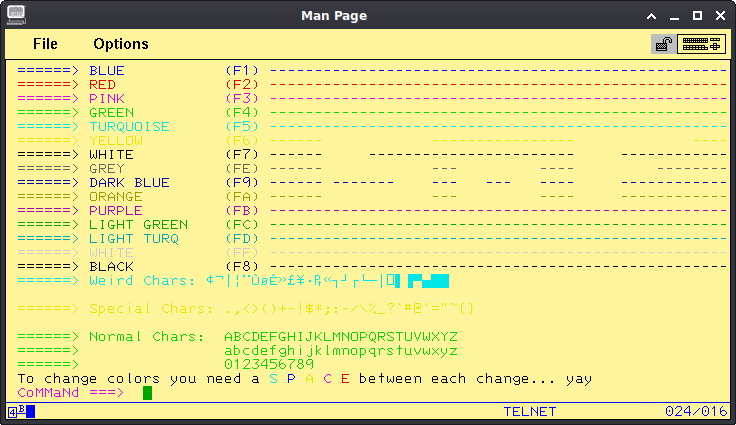 Man Page
File Options
======> BLUE (F1) ----------------------------------------------------------
======> RED (F2) ----------------------------------------------------------
======> PINK (F3) ----------------------------------------------------------
======> GREEN (F4) ----------------------------------------------------------
======> TURQUOISE (F5) ----------------------------------------------------------
======> YELLOW (F6) ------ ------------------ ----
======> WHITE (F7) ------ ------------------ ---- --------------
======> GREY (FE) --- ---- ---
======> DARK BLUE (F9) ------ ------- --- --- ---- ---
======> ORANGE (FA) --- ---- ---
======> PURPLE (FB) ----------------------------------------------------------
======> LIGHT GREEN (FC) ----------------------------------------------------------
======> LIGHT TURQ (FD) ----------------------------------------------------------
======> WHITE (FF) ----------------------------------------------------------
======> BLACK (F8) ----------------------------------------------------------
======> Weird Chars:
======> Special Chars: .,<>()+-!$*;:-/\%_?`#@'="~{}
======> Normal Chars: ABCDEFGHIJKLMNOPQRSTUVWXYZ
======> abcdefghijklmnopqrstuvwxyz
======> 0123456789
To change colors you need a S P A C E between each change... yay
CoMMaNd ===>
4 B TELNET 024/016